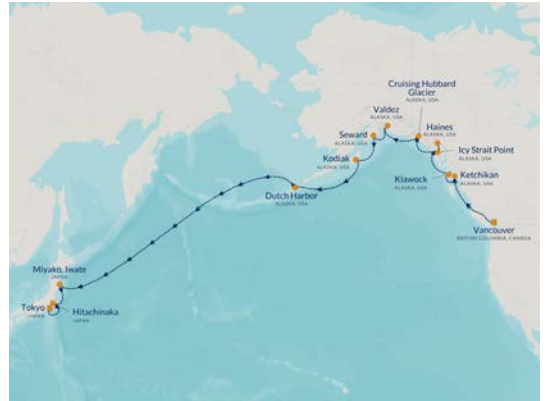 Cruising Hubbard
Glacier
ALASKA, USA
Valdez
ALASKA, USA
Haines
ALASKA, USA
Seward
ALASKA, USA
Icy Strait Point
ALASKA, USA
Kodiak
ALASKA, USA
Ketchikan
ALASKA, USA
Klawock
ALASKA, USA
Dutch Harbor
ALASKA, USA
Vancouver
BRITISH COLUMBIA, CANADA
Miyako, Iwate
JAPAN
Tokyo
JAPAN
Hitachinaka
JAPAN